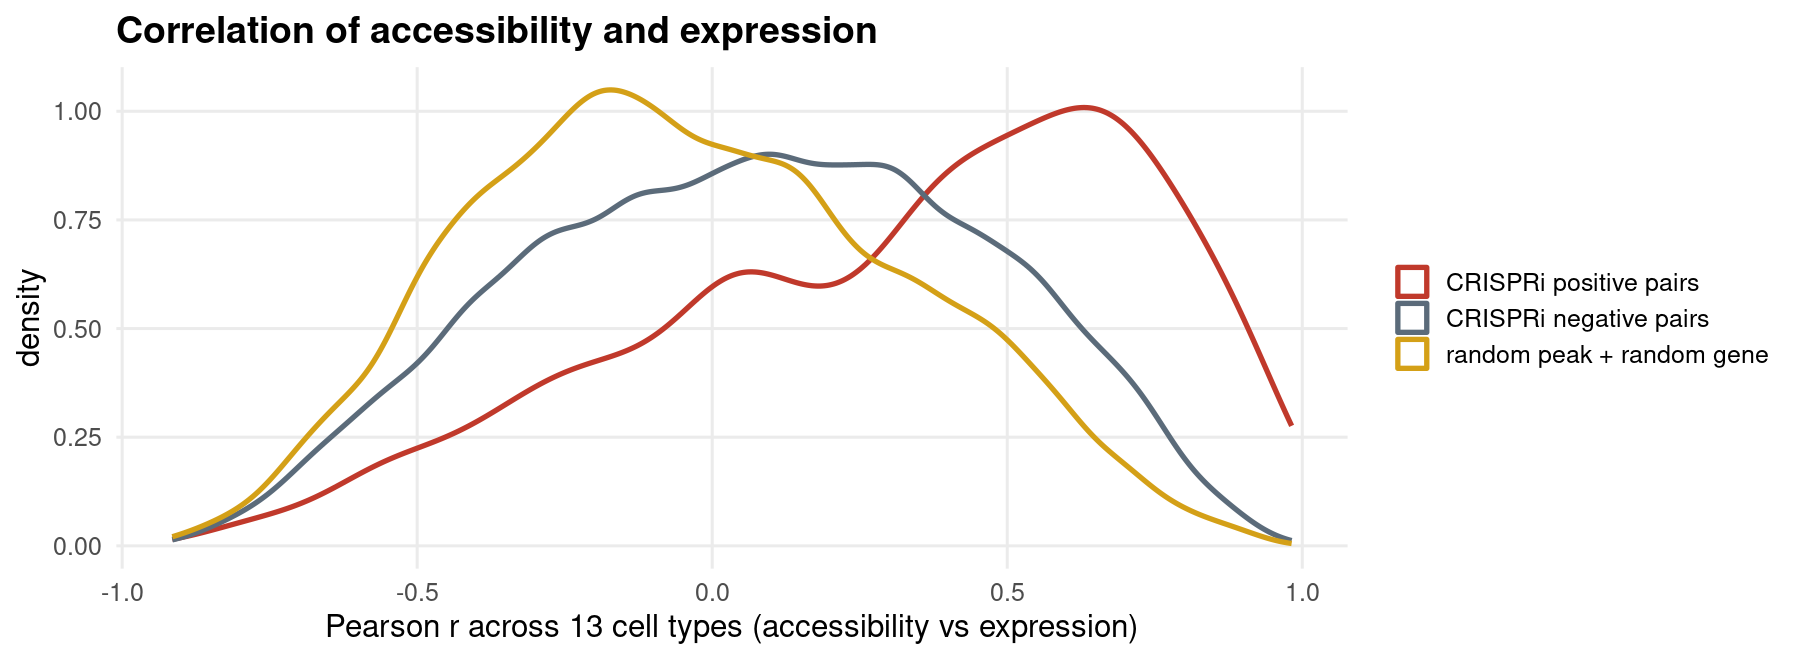 Correlation of accessibility and expression
density
1.00
0.75
0.50
0.25
0.00
-1.0
-0.5
0.0
0.5
1.0
Pearson r across 13 cell types (accessibility vs expression)
CRISPRi positive pairs
CRISPRi negative pairs
random peak + random gene